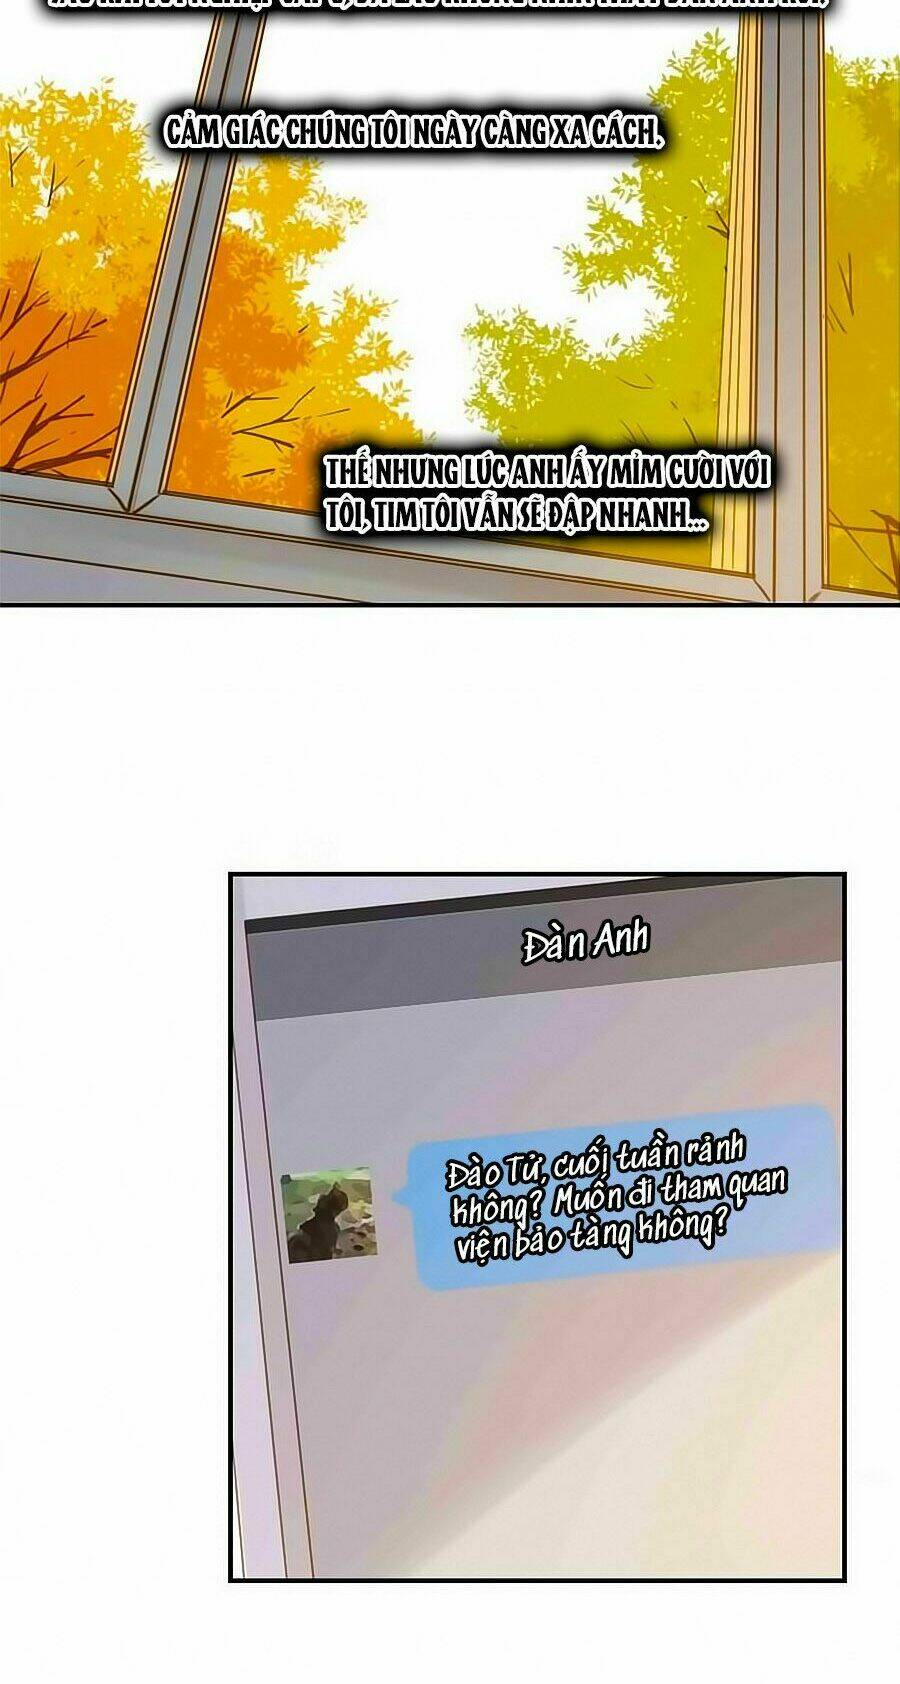 CẢM GIÁC CHÚNG TÔI NGÀY CÀNG XA CÁCH.
THẾ NHƯNG LÚC ANH ẤY MỈM CƯỜI VỚI
TÔI, TIM TÔI VẪN SẼ ĐẬP NHANH...
Đàn Anh
Đào Tử, cuối tuần rảnh
không? Muốn đi tham quan
viện bảo tàng không?